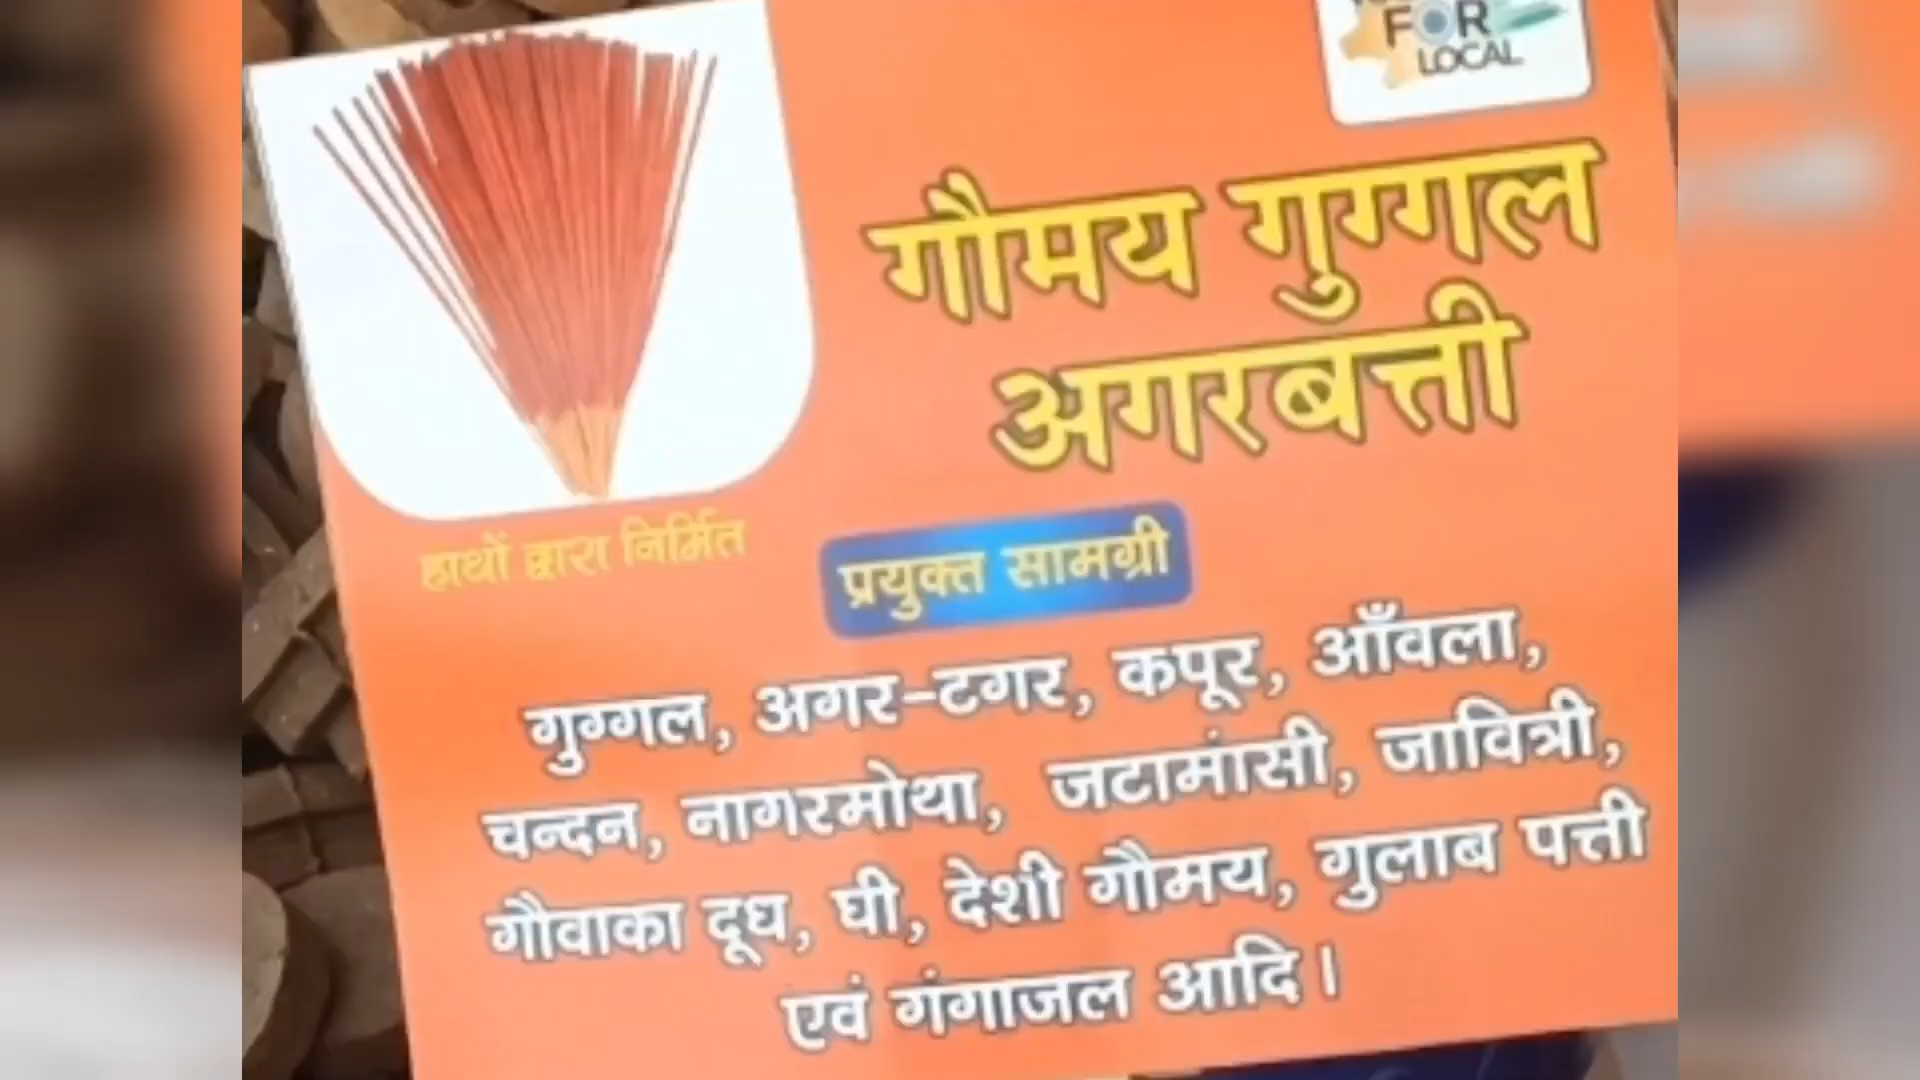 FOR
LOCAL
गौमय गुग्गल
अगरबत्ती
हाथों द्वारा निर्मित
प्रयुक्त सामग्री
गुग्गल, अगर-टगर, कपूर, आँवला,
चन्दन, नागरमोथा, जटामांसी, जावित्री,
गौवाका दूध, घी, देशी गौमय, गुलाब पत्ती
एवं गंगाजल आदि।